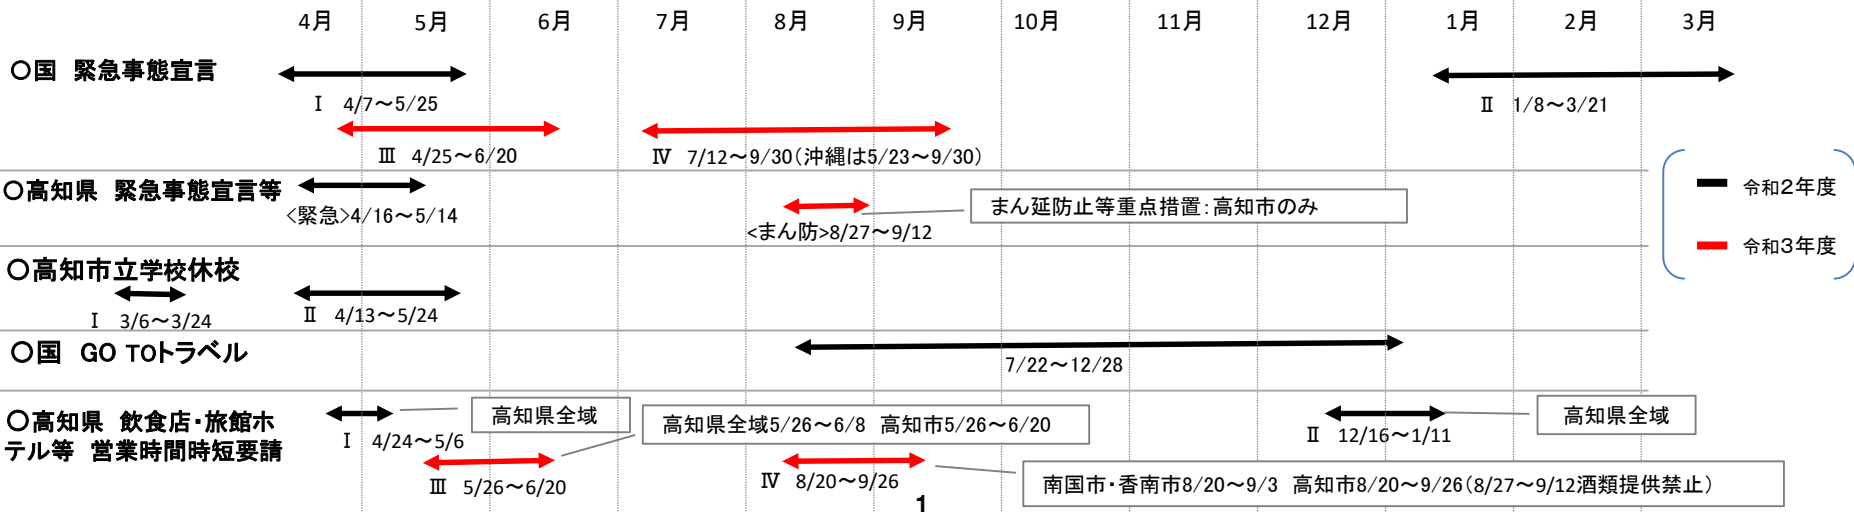 4月 5月 6月 7月 8月 9月 10月 11月 12月 1月 2月 3月
○国 緊急事態宣言
Ⅰ 4/7～5/25
Ⅱ 1/8～3/21
Ⅲ 4/25～6/20
Ⅳ 7/12～9/30(沖縄は5/23～9/30)
○高知県 緊急事態宣言等
<緊急>4/16～5/14
<まん防>8/27～9/12
まん延防止等重点措置：高知市のみ
令和2年度
令和3年度
○高知市立学校休校
Ⅰ 3/6～3/24
Ⅱ 4/13～5/24
○国 GO TOトラベル
7/22～12/28
○高知県 飲食店・旅館ホ
テル等 営業時間時短要請
Ⅰ 4/24～5/6
高知県全域
高知県全域5/26～6/8 高知市5/26～6/20
Ⅱ 12/16～1/11
高知県全域
Ⅲ 5/26～6/20
Ⅳ 8/20～9/26
南国市・香南市8/20～9/3 高知市8/20～9/26(8/27～9/12酒類提供禁止)
1